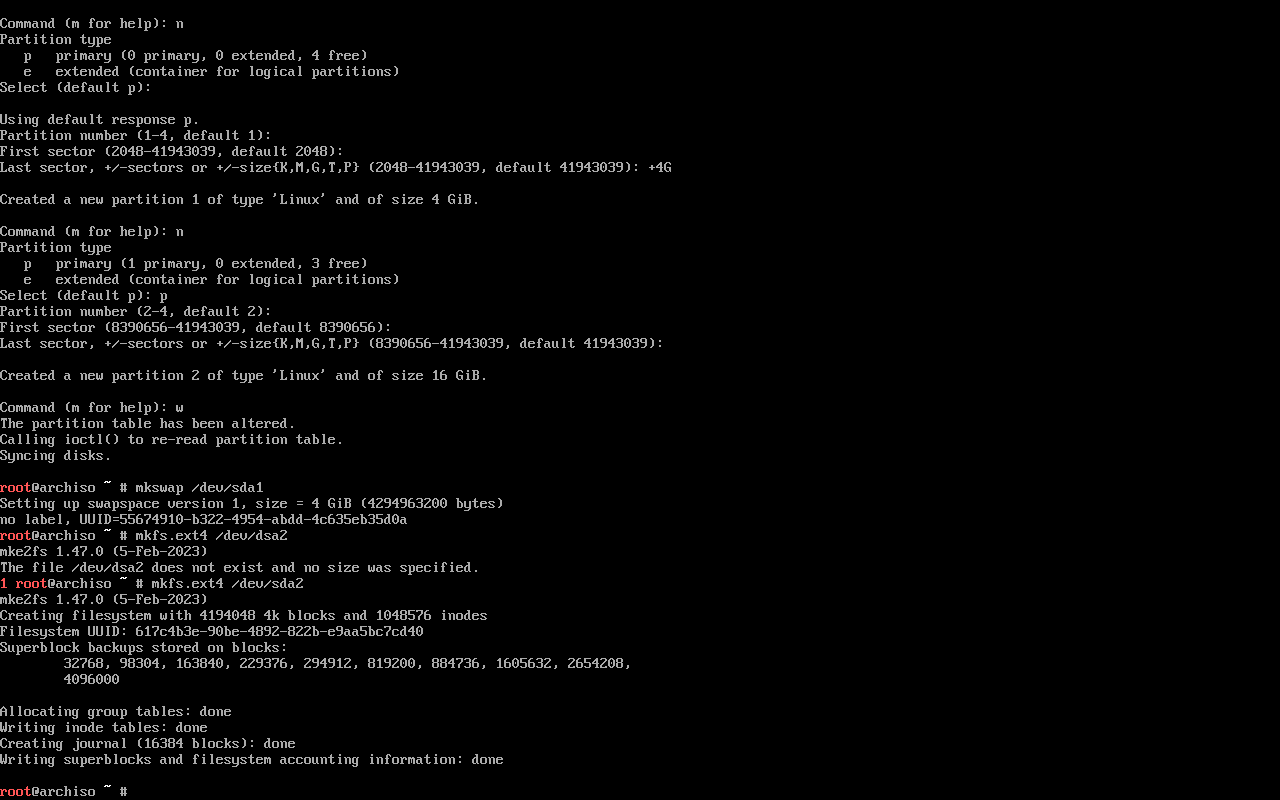 Command (m for help): n
Partition type
   p   primary (0 primary, 0 extended, 4 free)
   e   extended (container for logical partitions)
Select (default p):

Using default response p.
Partition number (1-4, default 1):
First sector (2048-41943039, default 2048):
Last sector, +/-sectors or +/-size{K,M,G,T,P} (2048-41943039, default 41943039): +4G

Created a new partition 1 of type 'Linux' and of size 4 GiB.

Command (m for help): n
Partition type
   p   primary (1 primary, 0 extended, 3 free)
   e   extended (container for logical partitions)
Select (default p): p
Partition number (2-4, default 2):
First sector (8390656-41943039, default 8390656):
Last sector, +/-sectors or +/-size{K,M,G,T,P} (8390656-41943039, default 41943039):

Created a new partition 2 of type 'Linux' and of size 16 GiB.

Command (m for help): w
The partition table has been altered.
Calling ioctl() to re-read partition table.
Syncing disks.

root@archiso ~ # mkswap /dev/sda1
Setting up swapspace version 1, size = 4 GiB (4294963200 bytes)
no label, UUID=55674910-b322-4954-abdd-4c635eb35d0a
root@archiso ~ # mkfs.ext4 /dev/dsa2
mke2fs 1.47.0 (5-Feb-2023)
The file /dev/dsa2 does not exist and no size was specified.
1 root@archiso ~ # mkfs.ext4 /dev/sda2
mke2fs 1.47.0 (5-Feb-2023)
Creating filesystem with 4194048 4k blocks and 1048576 inodes
Filesystem UUID: 617c4b3e-90be-4892-822b-e9aa5bc7cd40
Superblock backups stored on blocks:
        32768, 98304, 163840, 229376, 294912, 819200, 884736, 1605632, 2654208,
        4096000

Allocating group tables: done
Writing inode tables: done
Creating journal (16384 blocks): done
Writing superblocks and filesystem accounting information: done

root@archiso ~ #